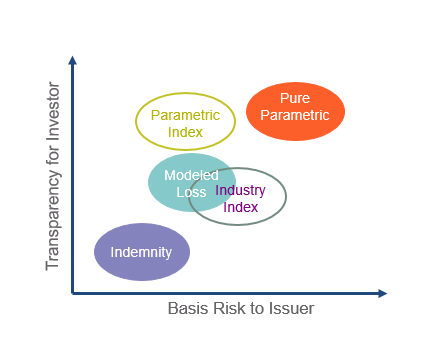 Transparency for Investor
Pure
Parametric
Parametric
Index
Modeled
Loss
Industry
Index
Indemnity
Basis Risk to Issuer